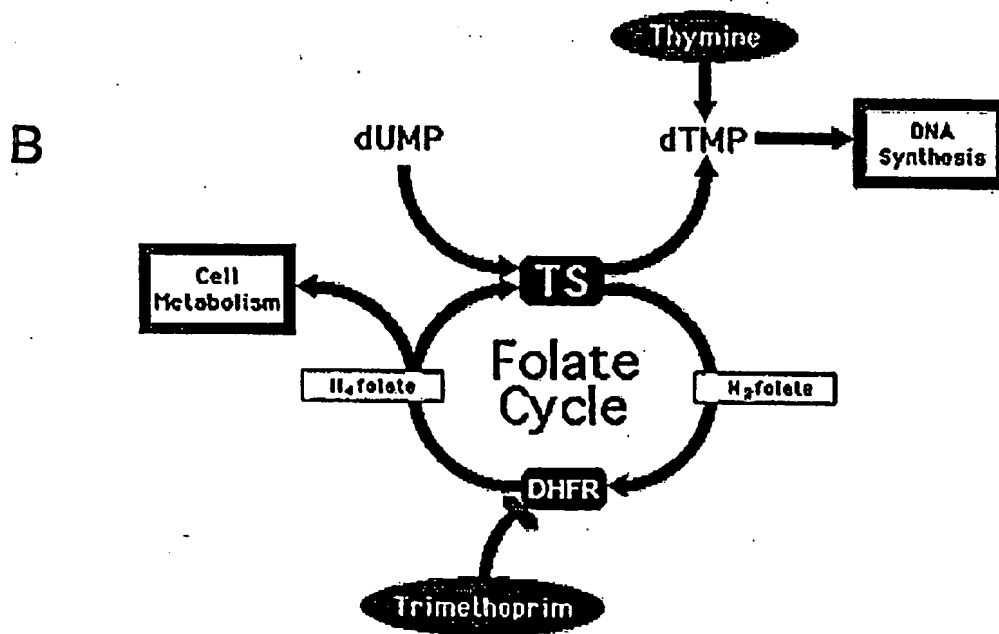 Thymine
B
dUMP
dTMP
DNA
Synthesis
TS
Cell
Metabolism
Folate
Cycle
H4folate
H2folate
DHFR
Trimethoprim